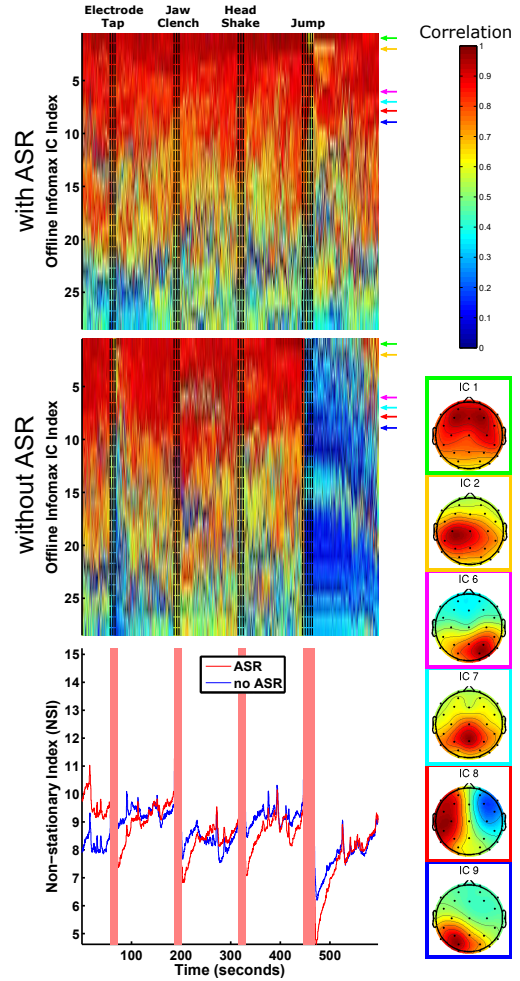 Electrode Tap
Jaw Clench
Head Shake
Jump
Correlation
with ASR
Offline Infomax IC Index
5
10
15
20
25
1
0.9
0.8
0.7
0.6
0.5
0.4
0.3
0.2
0.1
0
without ASR
Offline Infomax IC Index
5
10
15
20
25
IC 1
IC 2
IC 6
IC 7
IC 8
IC 9
Non-stationary Index (NSI)
15
14
13
12
11
10
9
8
7
6
5
ASR
no ASR
100
200
300
400
500
Time (seconds)